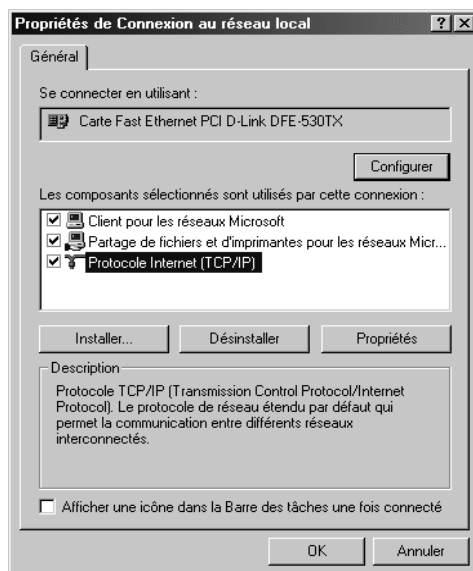 Propriétés de Connexion au réseau local
Général
Se connecter en utilisant :
Carte Fast Ethernet PCI D-Link DFE-530TX
Configurer
Les composants sélectionnés sont utilisés par cette connexion :
Client pour les réseaux Microsoft
Partage de fichiers et d'imprimantes pour les réseaux Micr...
Protocole Internet (TCP/IP)
Installer... Désinstaller Propriétés
Description
Protocole TCP/IP (Transmission Control Protocol/Internet
Protocol). Le protocole de réseau étendu par défaut qui
permet la communication entre différents réseaux
interconnectés.
Afficher une icône dans la Barre des tâches une fois connecté
OK Annuler